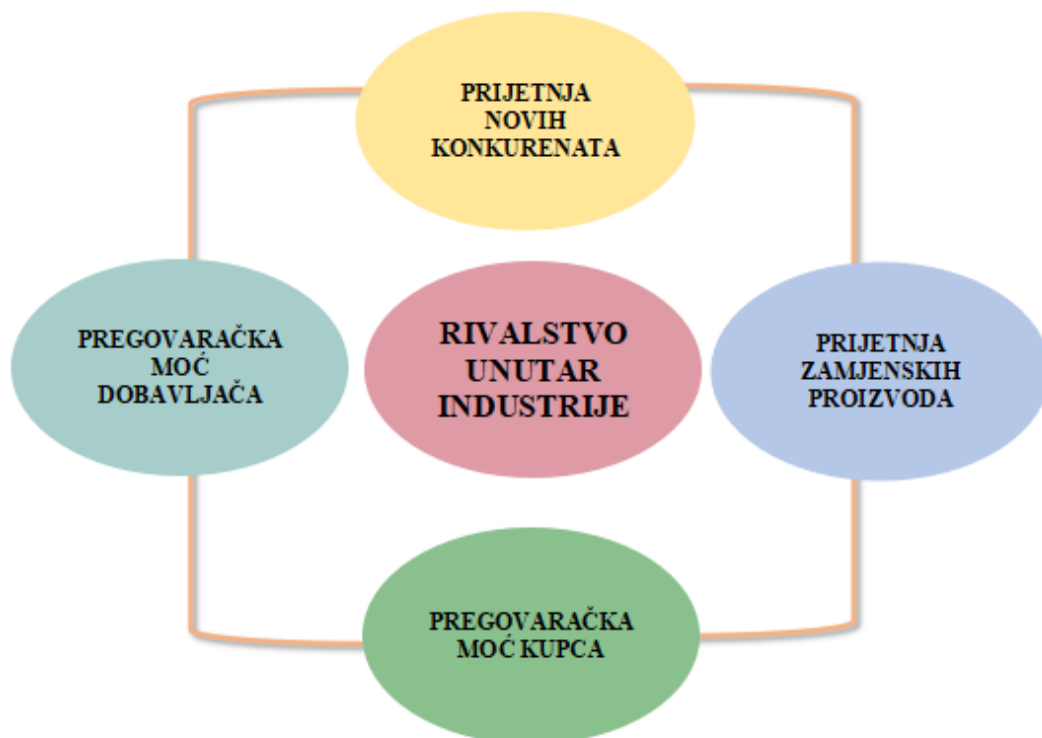 PRIJETNJA
NOVIH
KONKURENATA
PREGOVARAČKA
MOĆ
DOBAVLJAČA
RIVALSTVO
UNUTAR
INDUSTRIJE
PRIJETNJA
ZAMJENSKIH
PROIZVODA
PREGOVARAČKA
MOĆ KUPCA